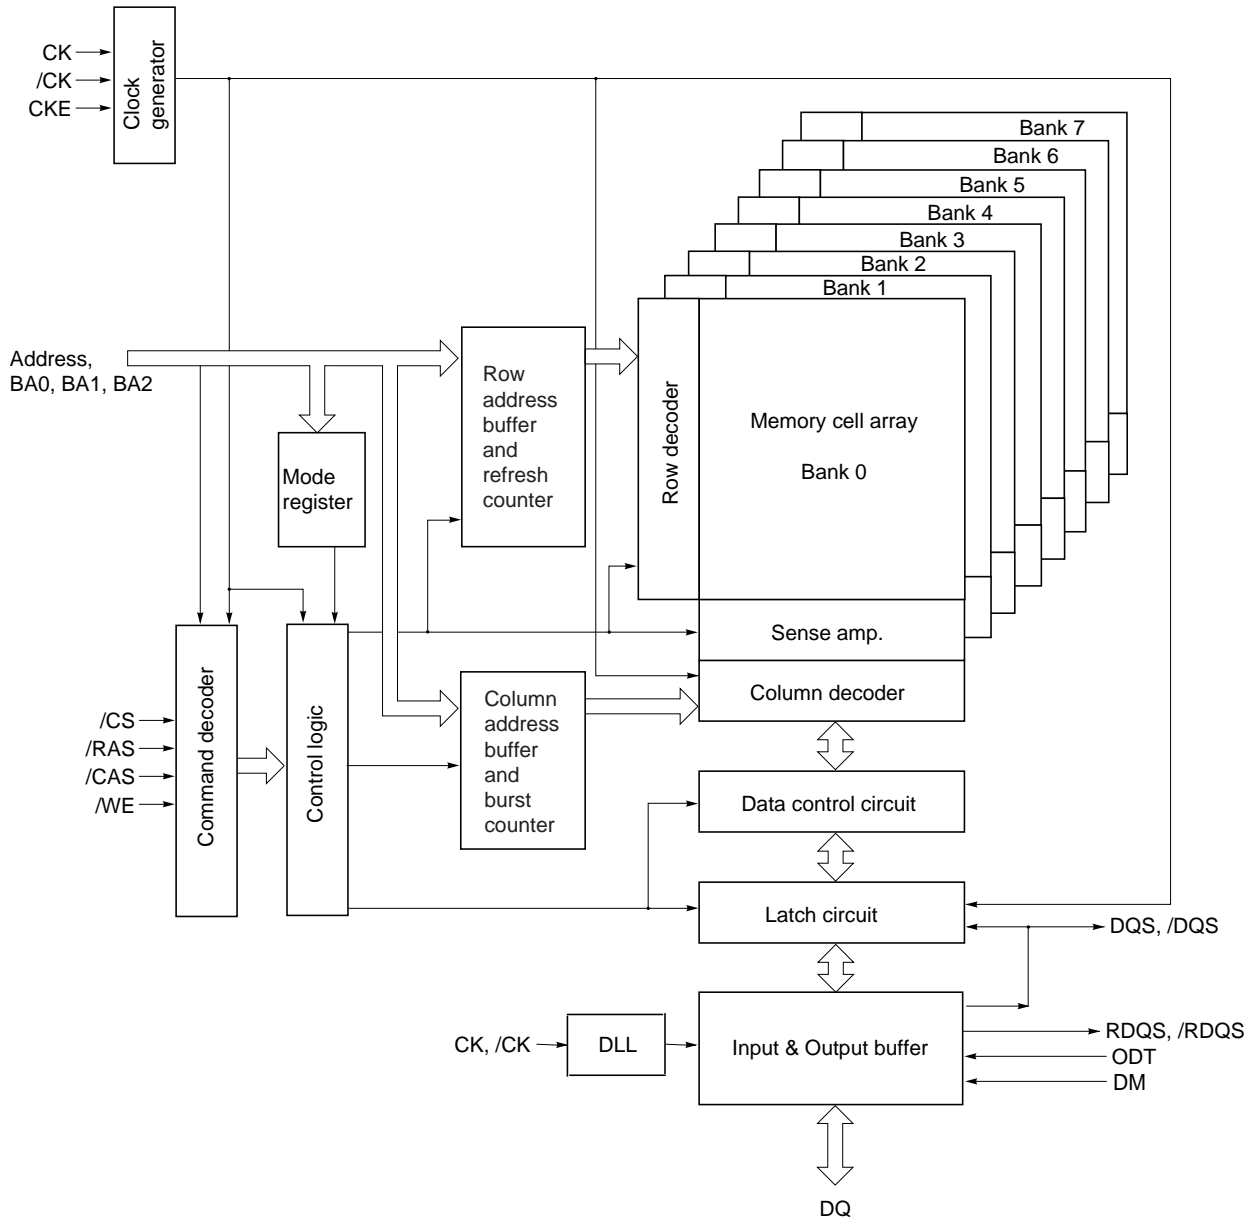 CK
/CK
CKE
Clock
generator
Bank 7
Bank 6
Bank 5
Bank 4
Bank 3
Bank 2
Bank 1
Address,
BA0, BA1, BA2
Mode
register
Row
address
buffer
and
refresh
counter
Row decoder
Memory cell array
Bank 0
Sense amp.
Column decoder
/CS
/RAS
/CAS
/WE
Command decoder
Control logic
Column
address
buffer
and
burst
counter
Data control circuit
Latch circuit
DQS, /DQS
CK, /CK
DLL
Input & Output buffer
RDQS, /RDQS
ODT
DM
DQ